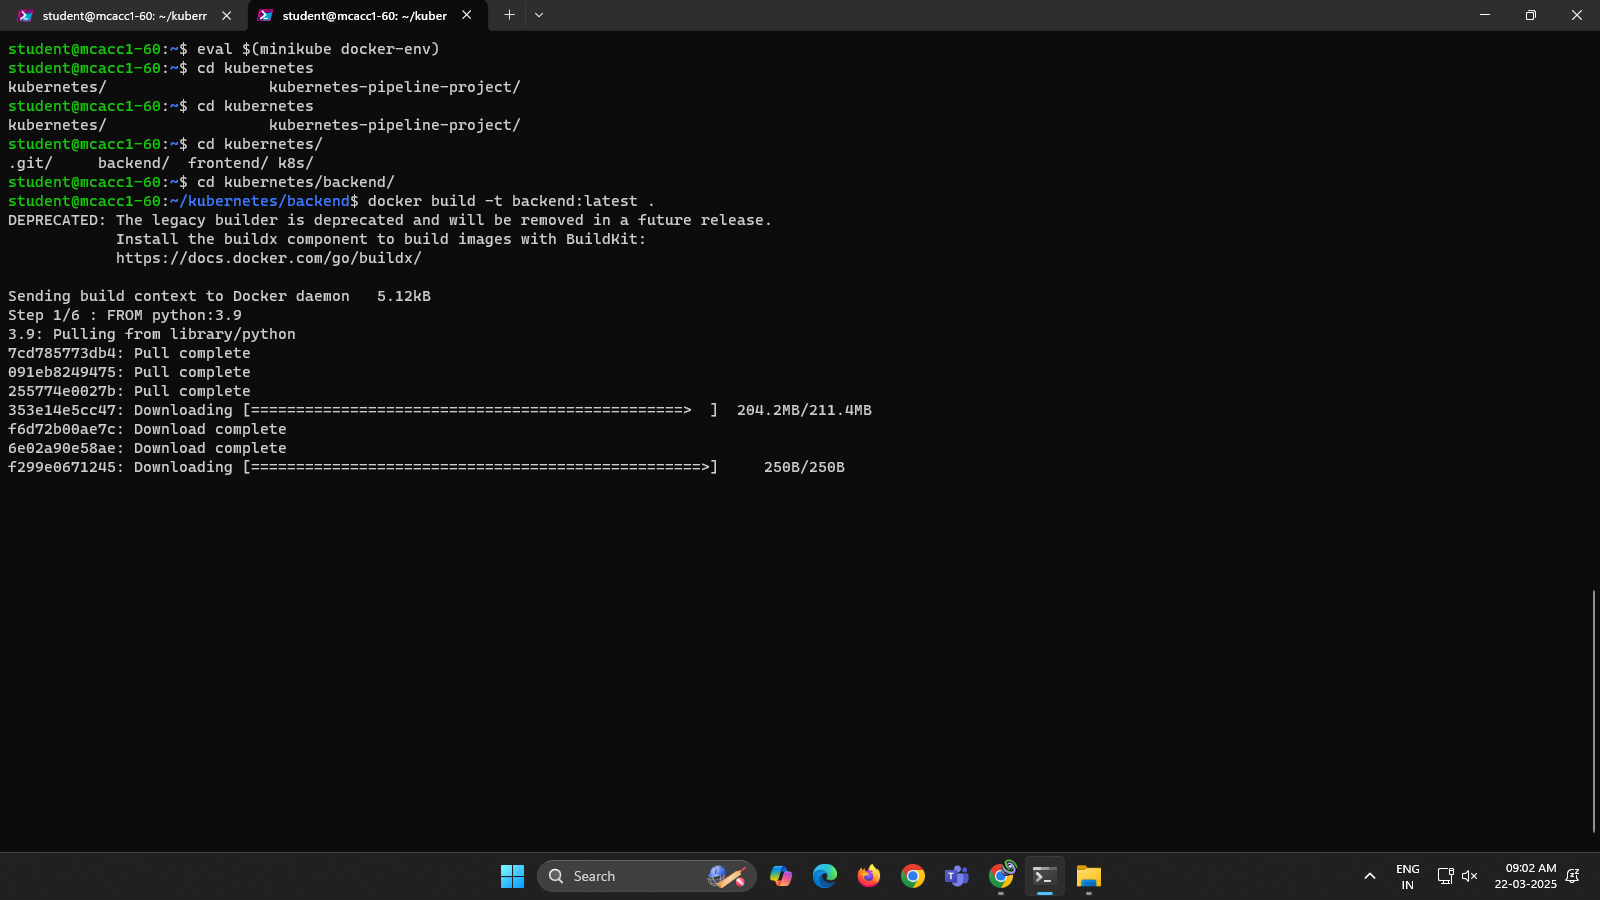 student@mcacc1-60: ~/kuberr
student@mcacc1-60: ~/kuber
student@mcacc1-60:~$ eval $(minikube docker-env)
student@mcacc1-60:~$ cd kubernetes
kubernetes/                  kubernetes-pipeline-project/
student@mcacc1-60:~$ cd kubernetes
kubernetes/                  kubernetes-pipeline-project/
student@mcacc1-60:~$ cd kubernetes/
.git/     backend/  frontend/ k8s/
student@mcacc1-60:~$ cd kubernetes/backend/
student@mcacc1-60:~/kubernetes/backend$ docker build -t backend:latest .
DEPRECATED: The legacy builder is deprecated and will be removed in a future release.
            Install the buildx component to build images with BuildKit:
            https://docs.docker.com/go/buildx/
Sending build context to Docker daemon   5.12kB
Step 1/6 : FROM python:3.9
3.9: Pulling from library/python
7cd785773db4: Pull complete
091eb8249475: Pull complete
255774e0027b: Pull complete
353e14e5cc47: Downloading [================================================>  ]  204.2MB/211.4MB
f6d72b00ae7c: Download complete
6e02a90e58ae: Download complete
f299e0671245: Downloading [==================================================>]     250B/250B
Search
ENG
IN
09:02 AM
22-03-2025